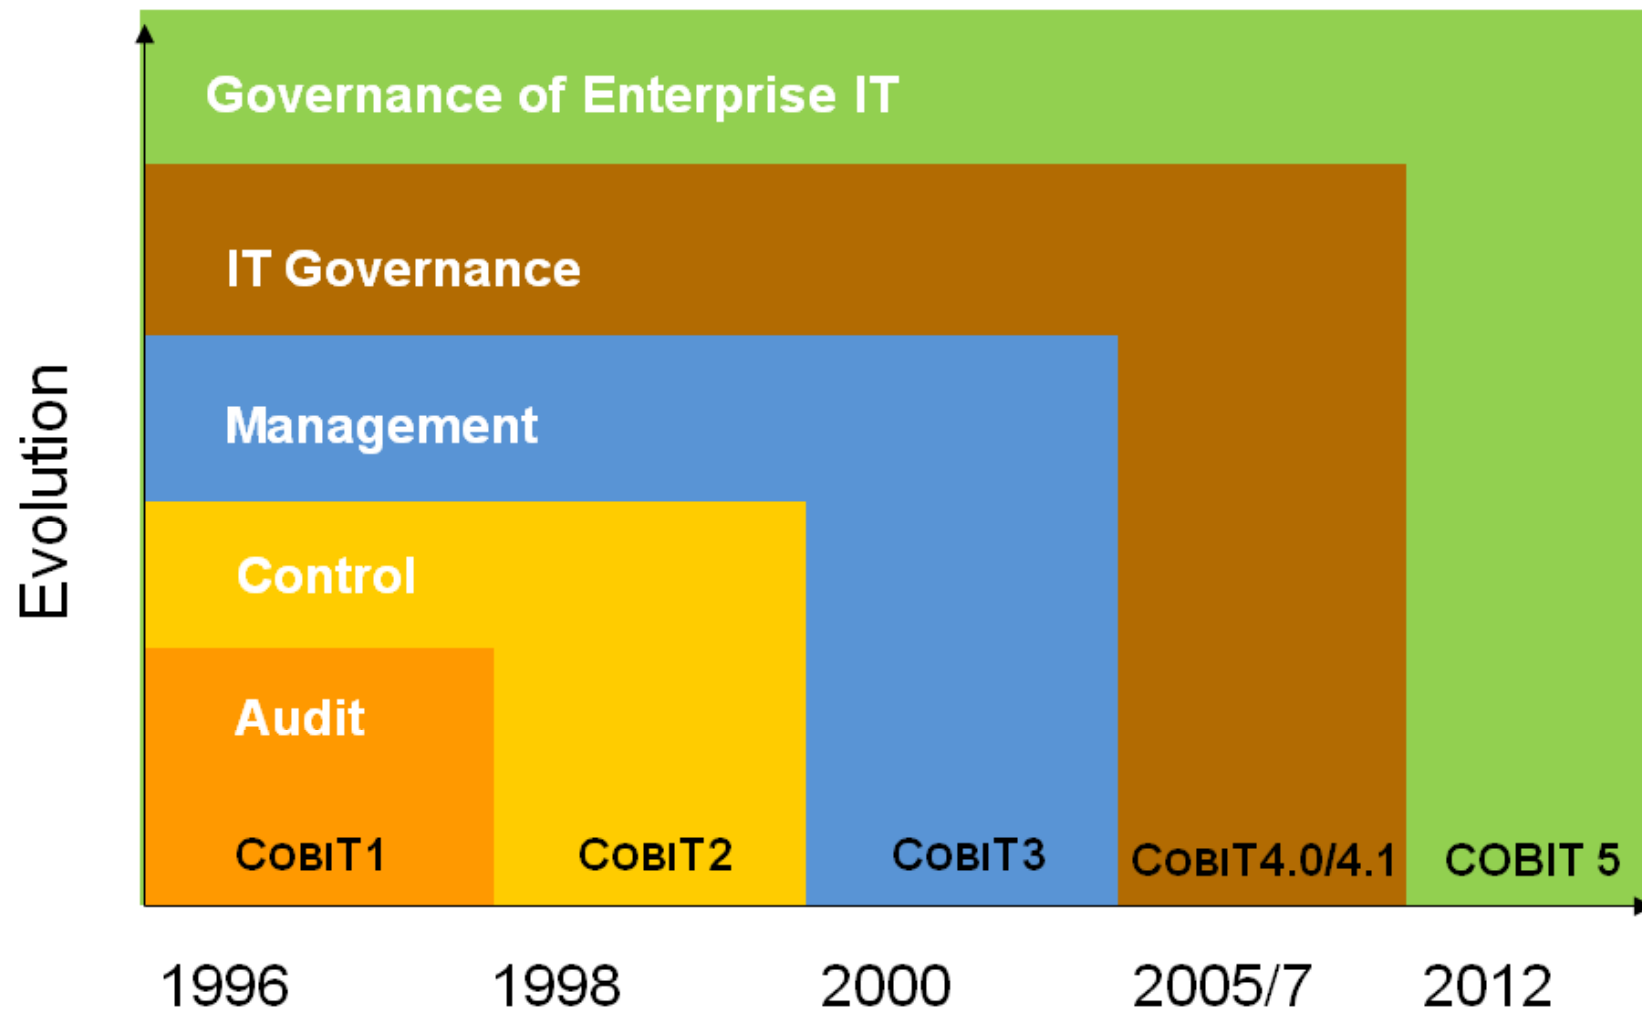 Governance of Enterprise IT
IT Governance
Management
Control
Audit
Evolution
COBIT1
COBIT2
COBIT3
COBIT4.0/4.1
COBIT 5
1996
1998
2000
2005/7
2012